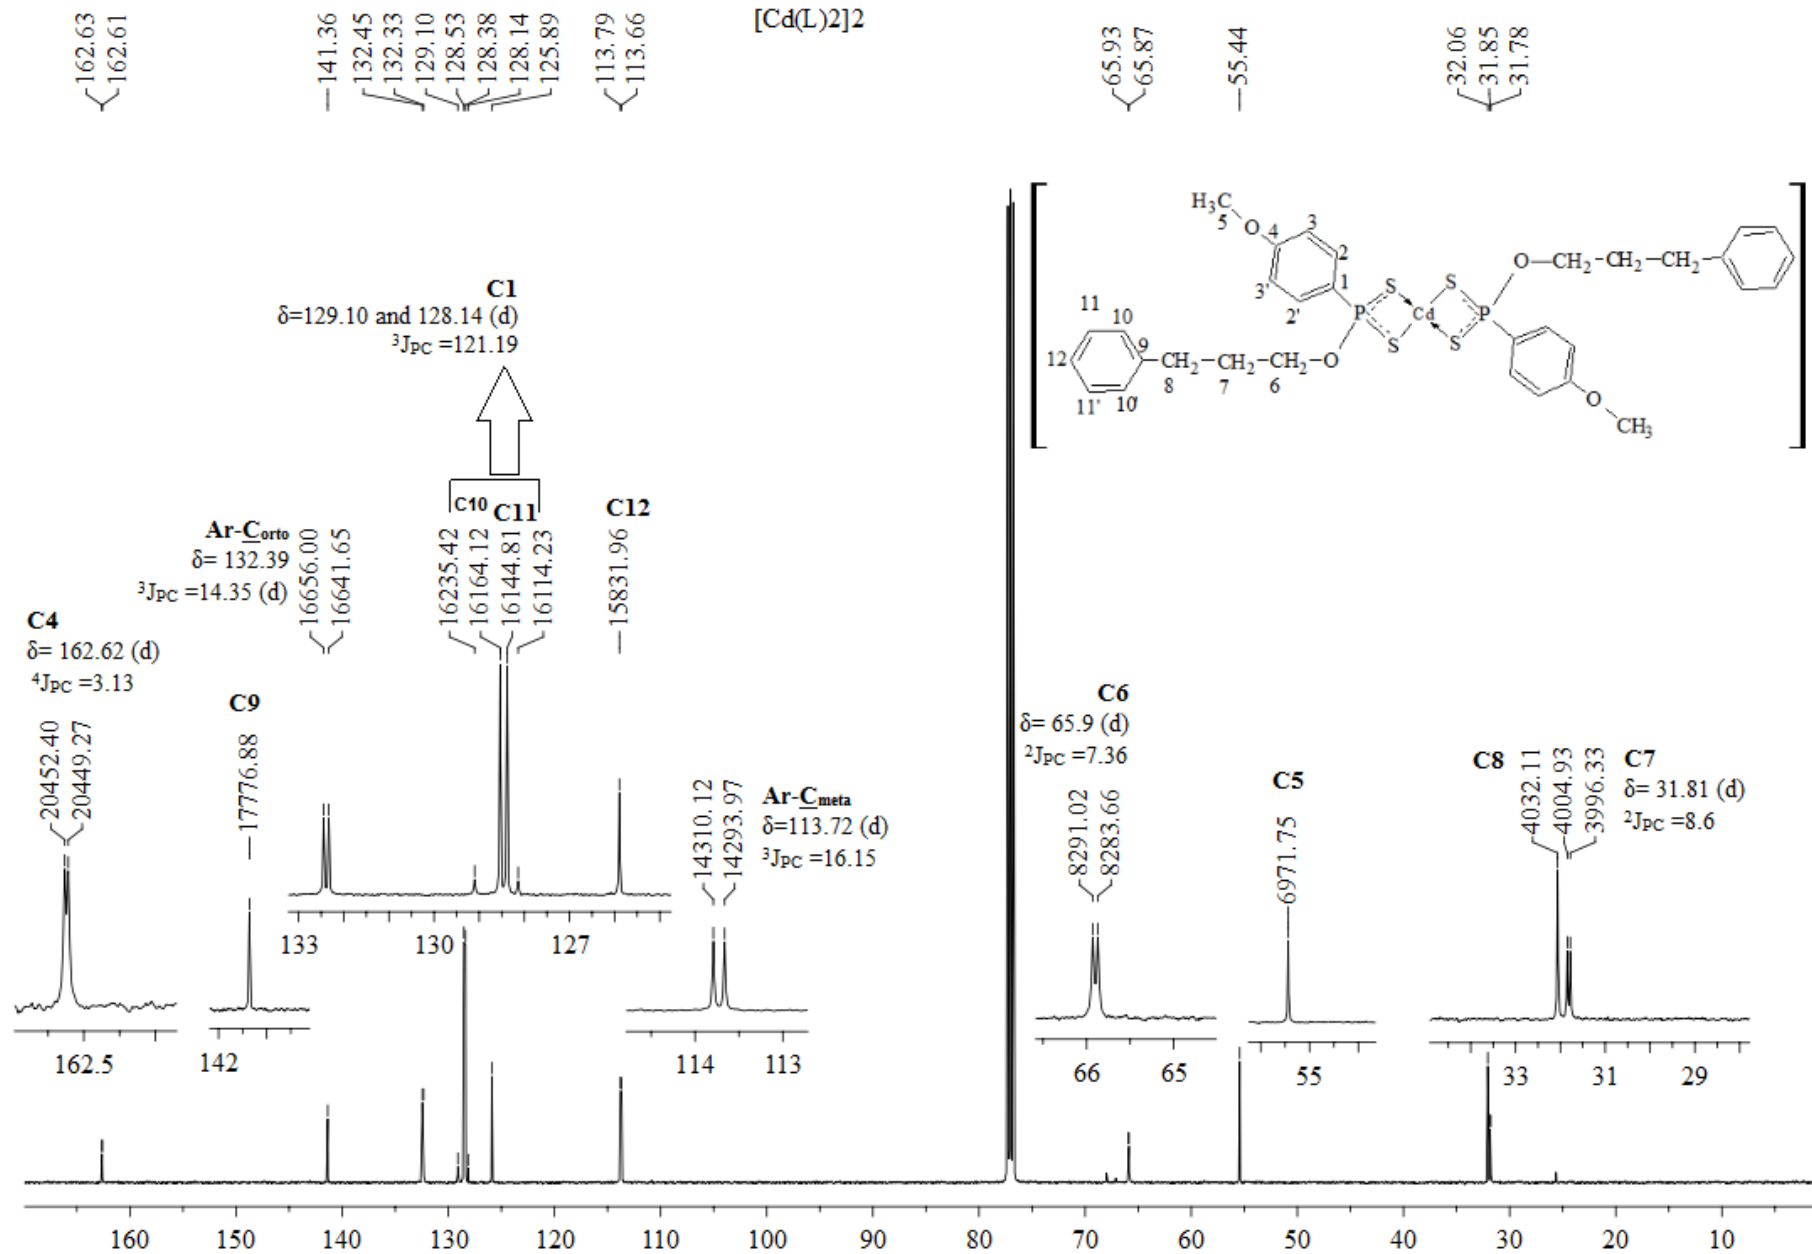 [Cd(L)2]2
162.63
162.61
141.36
132.45
132.33
129.10
128.53
128.38
128.14
125.89
113.79
113.66
65.93
65.87
55.44
32.06
31.85
31.78
H₃C
5
O
4
3
2
3'
2'
1
P
S
S
Cd
S
S
P
O
CH₂
CH₂
CH₂
O
CH₃
11
10
12
9
11'
10'
CH₂
CH₂
CH₂
O
8
7
6
C1
δ=129.10 and 128.14 (d)
³JPC =121.19
Ar-Corto
δ= 132.39
³JPC =14.35 (d)
16656.00
16641.65
C10
C11
16235.42
16164.12
16144.81
16114.23
C12
15831.96
C4
δ= 162.62 (d)
⁴JPC =3.13
20452.40
20449.27
C9
17776.88
14310.12
14293.97
Ar-Cmeta
δ=113.72 (d)
³JPC =16.15
C6
δ= 65.9 (d)
²JPC =7.36
8291.02
8283.66
C5
6971.75
C8
4032.11
4004.93
3996.33
C7
δ= 31.81 (d)
²JPC =8.6
133
130
127
162.5
142
114
113
66
65
55
33
31
29
160
150
140
130
120
110
100
90
80
70
60
50
40
30
20
10